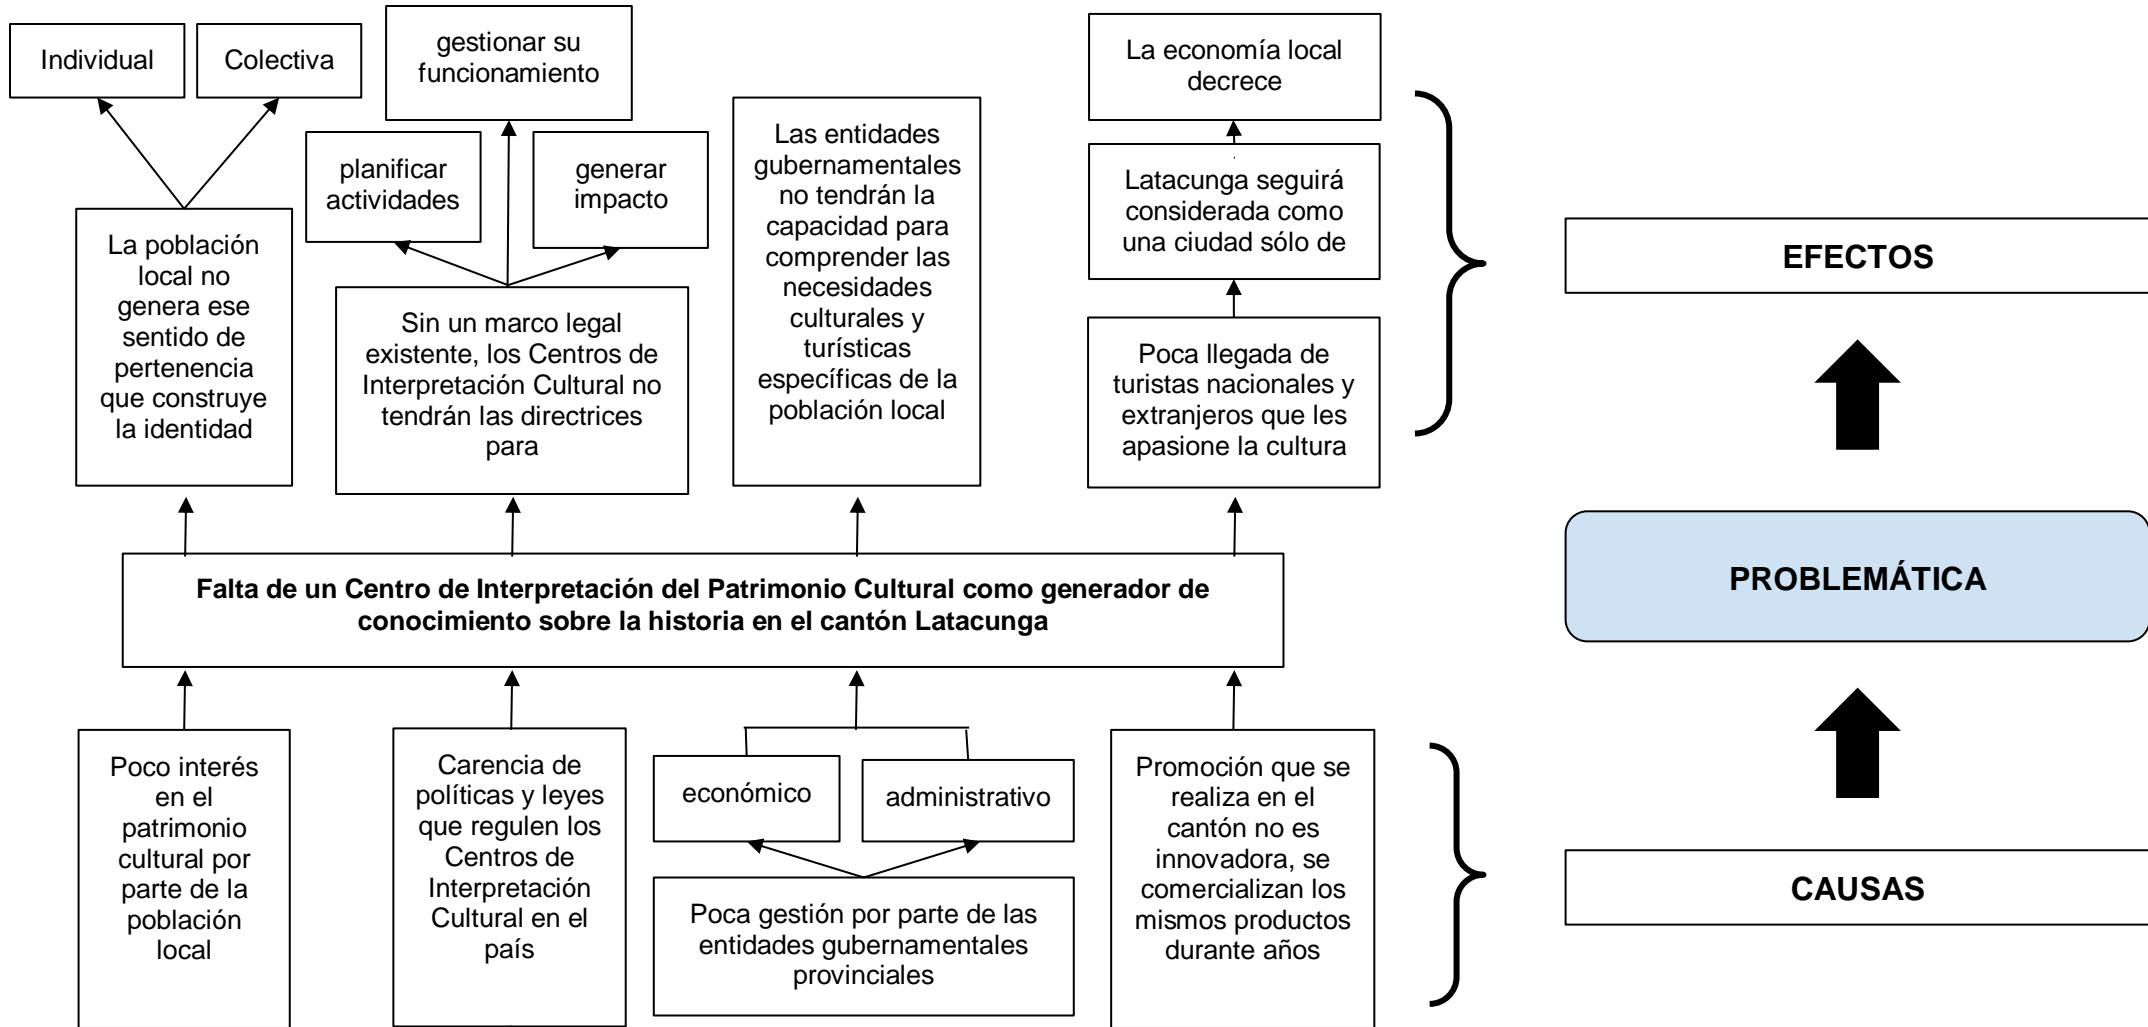 Individual
Colectiva
gestionar su
funcionamiento
La economía local
decrece
planificar
actividades
generar
impacto
Las entidades
gubernamentales
no tendrán la
capacidad para
comprender las
necesidades
culturales y
turísticas
específicas de la
población local
Latacunga seguirá
considerada como
una ciudad sólo de
La población
local no
genera ese
sentido de
pertenencia
que construye
la identidad
Sin un marco legal
existente, los Centros de
Interpretación Cultural no
tendrán las directrices
para
Poca llegada de
turistas nacionales y
extranjeros que les
apasione la cultura
EFECTOS
Falta de un Centro de Interpretación del Patrimonio Cultural como generador de
conocimiento sobre la historia en el cantón Latacunga
PROBLEMÁTICA
Poco interés
en el
patrimonio
cultural por
parte de la
población
local
Carencia de
políticas y leyes
que regulen los
Centros de
Interpretación
Cultural en el
país
económico
administrativo
Poca gestión por parte de las
entidades gubernamentales
provinciales
Promoción que se
realiza en el
cantón no es
innovadora, se
comercializan los
mismos productos
durante años
CAUSAS